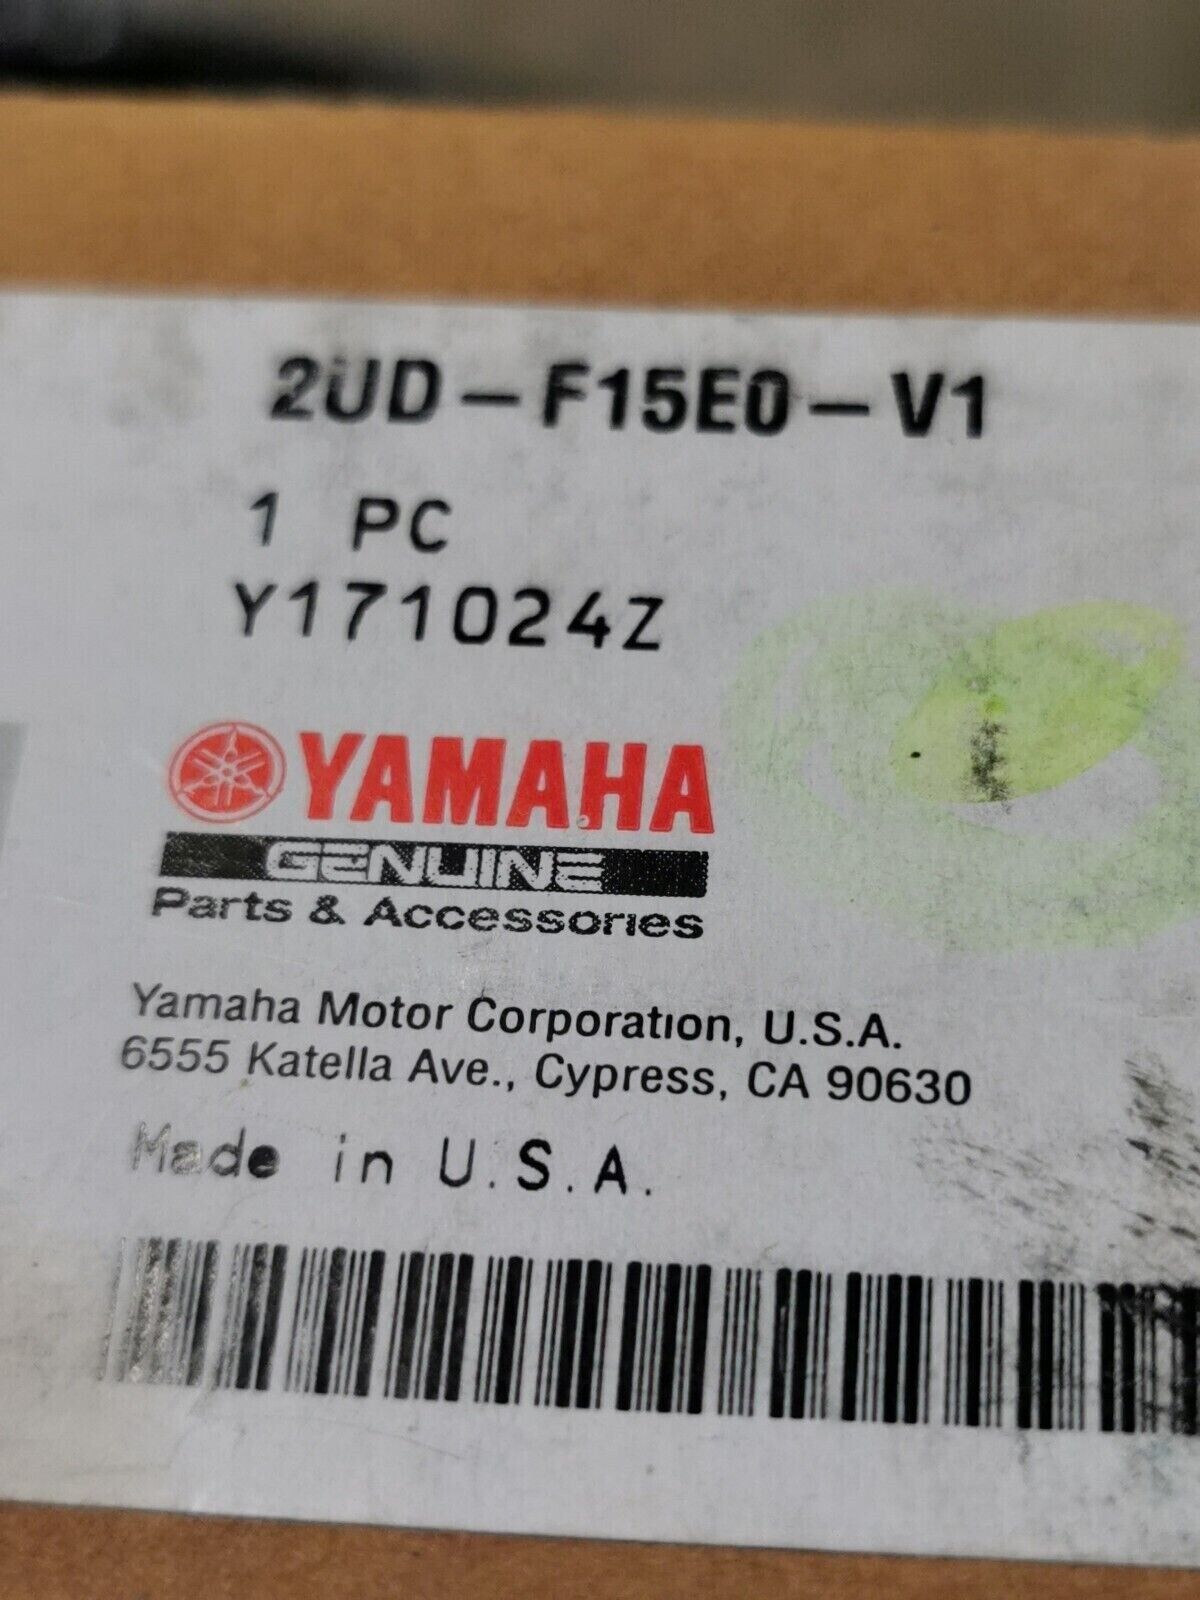 2UD-F15E0-V1
1 PC
Y171024Z
YAMAHA
GENUINE
Parts & Accessories
Yamaha Motor Corporation, U.S.A.
6555 Katella Ave., Cypress, CA 90630
Made in U.S.A.